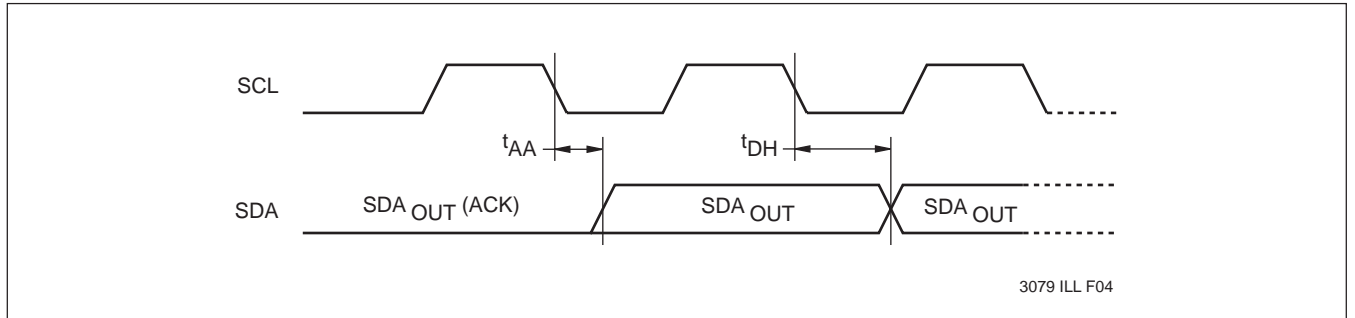 SCL
tAA
tDH
SDA
SDA OUT (ACK)
SDA OUT
SDA OUT
3079 ILL F04